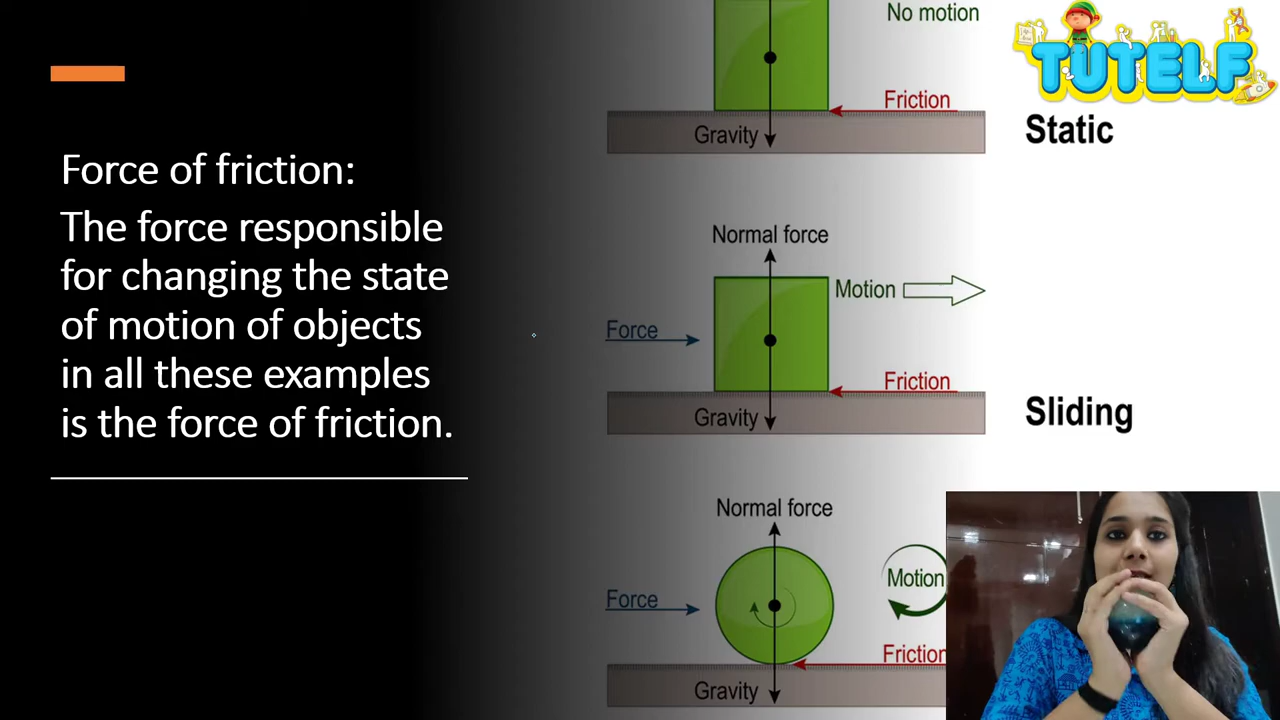 Force of friction:
The force responsible
for changing the state
of motion of objects
in all these examples
is the force of friction.
No motion
Friction
Gravity
Static
Normal force
Motion
Force
Friction
Gravity
Sliding
Normal force
Motion
Force
Friction
Gravity
TUTELF